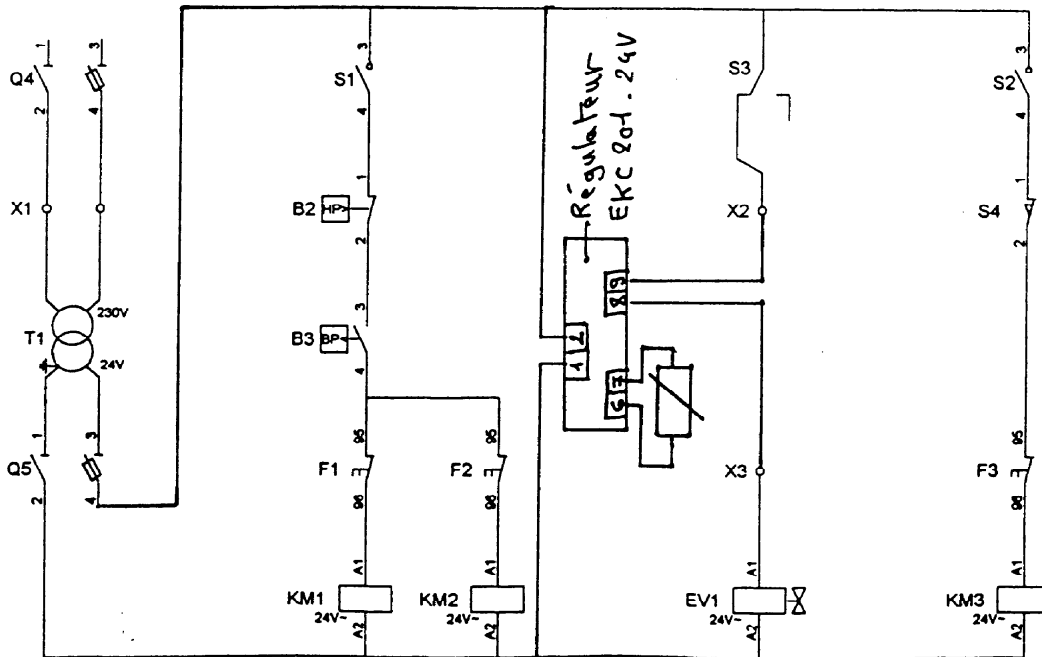 1
3
Q4
2
4
X1
230V
T1
24V
1
3
Q5
2
4
3
S1
4
1
B2
HP>
2
3
B3
BP>
4
95
F1
96
95
F2
96
A1
KM1
24V~
A2
A1
KM2
24V~
A2
Régulateur
EKC 201 - 24V
9
8
2
1
7
6
S3
X2
X3
A1
EV1
24V~
A2
3
S2
4
1
S4
2
95
F3
96
A1
KM3
24V~
A2